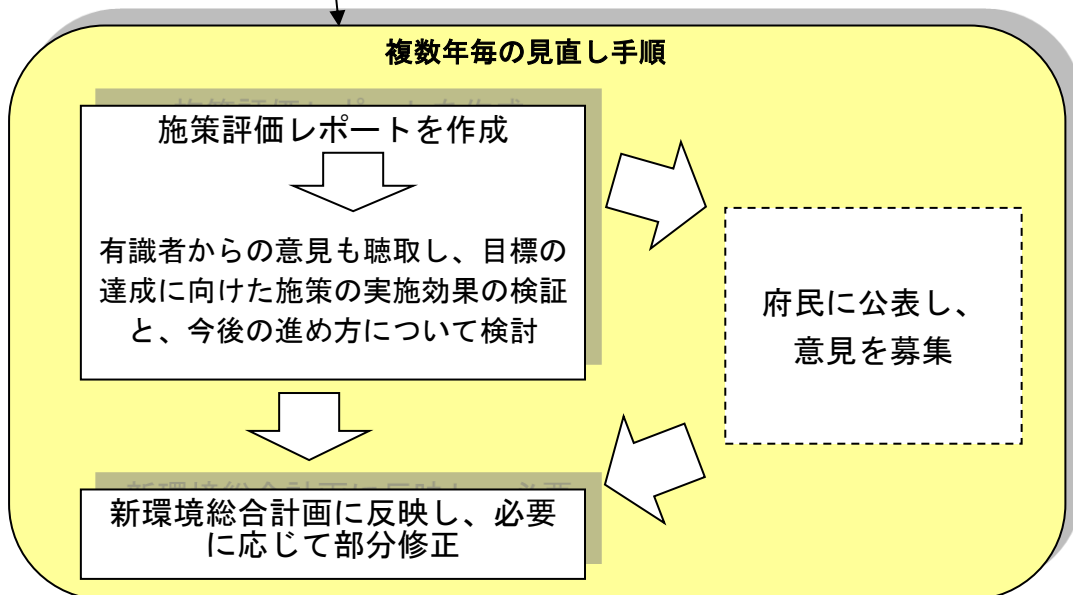 複数年毎の見直し手順
施策評価レポートを作成
有識者からの意見も聴取し、目標の
達成に向けた施策の実施効果の検証
と、今後の進め方について検討
府民に公表し、
意見を募集
新環境総合計画に反映し、必要
に応じて部分修正